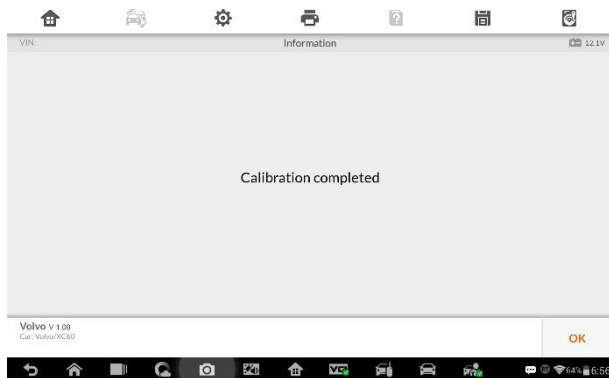 VIN:
Information
12.1V
Calibration completed
Volvo V 1.00
Car: Volvo/XC60
OK
64% 6:56